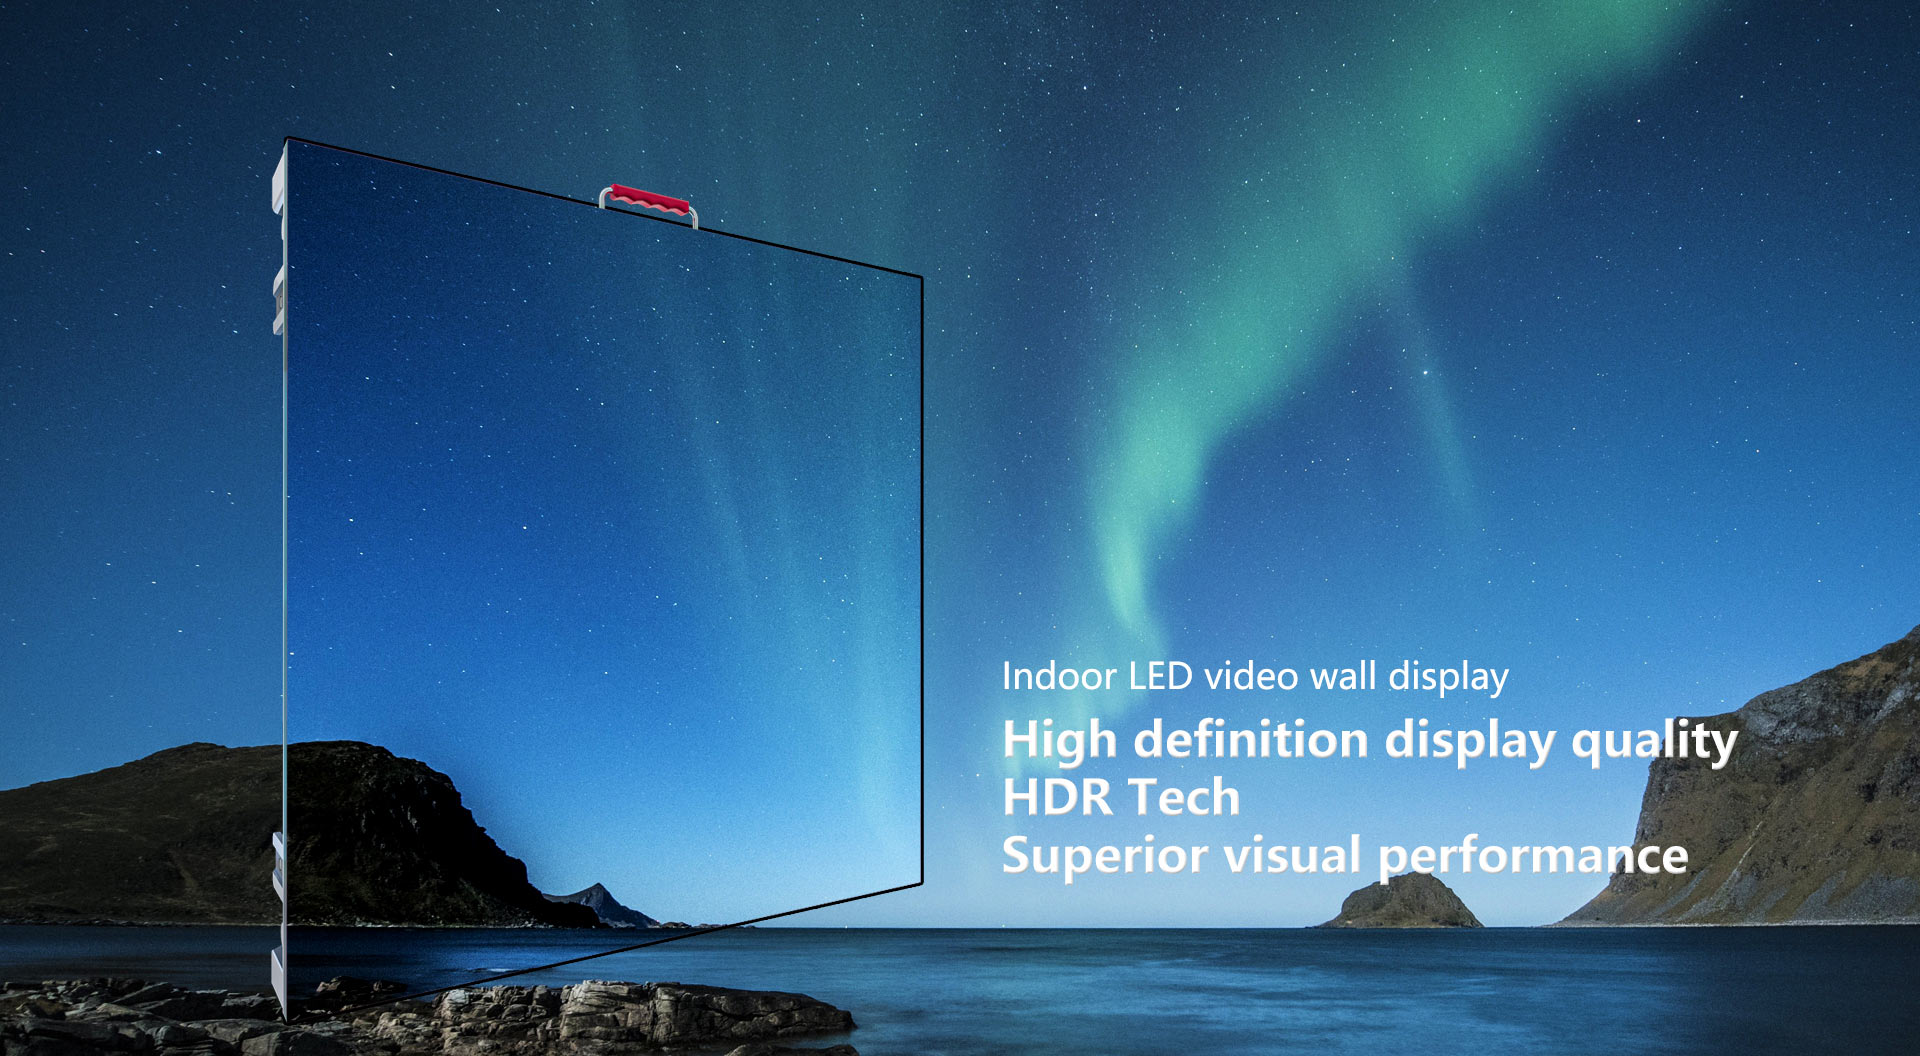 Indoor LED video wall display
High definition display quality
HDR Tech
Superior visual performance